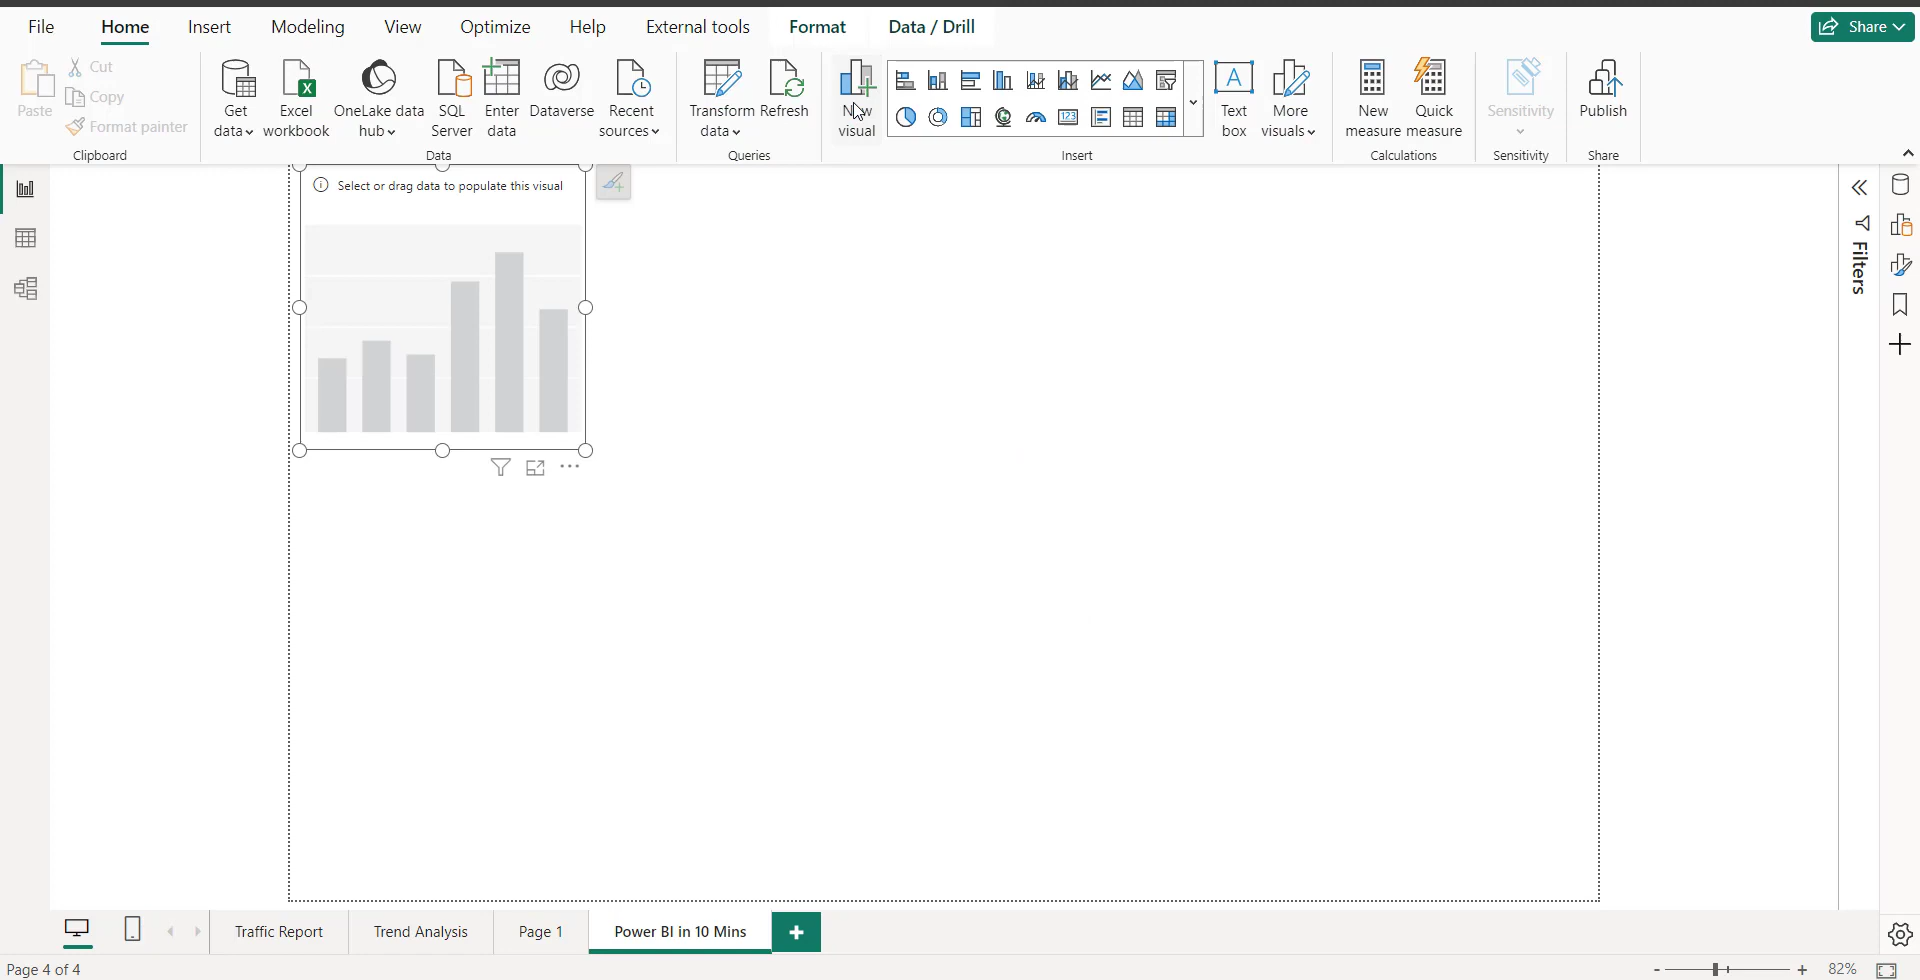 File Home Insert Modeling View Optimize Help External tools Format Data / Drill Share
Paste
Cut
Copy
Format painter
Clipboard
Get data
Excel workbook
OneLake data hub
SQL Server
Enter data
Dataverse
Recent sources
Data
Transform data
Refresh
Queries
New visual
123
A
Text box
More visuals
Insert
New measure
Quick measure
Calculations
Sensitivity
Sensitivity
Publish
Share
Select or drag data to populate this visual
Filters
Traffic Report Trend Analysis Page 1 Power BI in 10 Mins
Page 4 of 4
82%